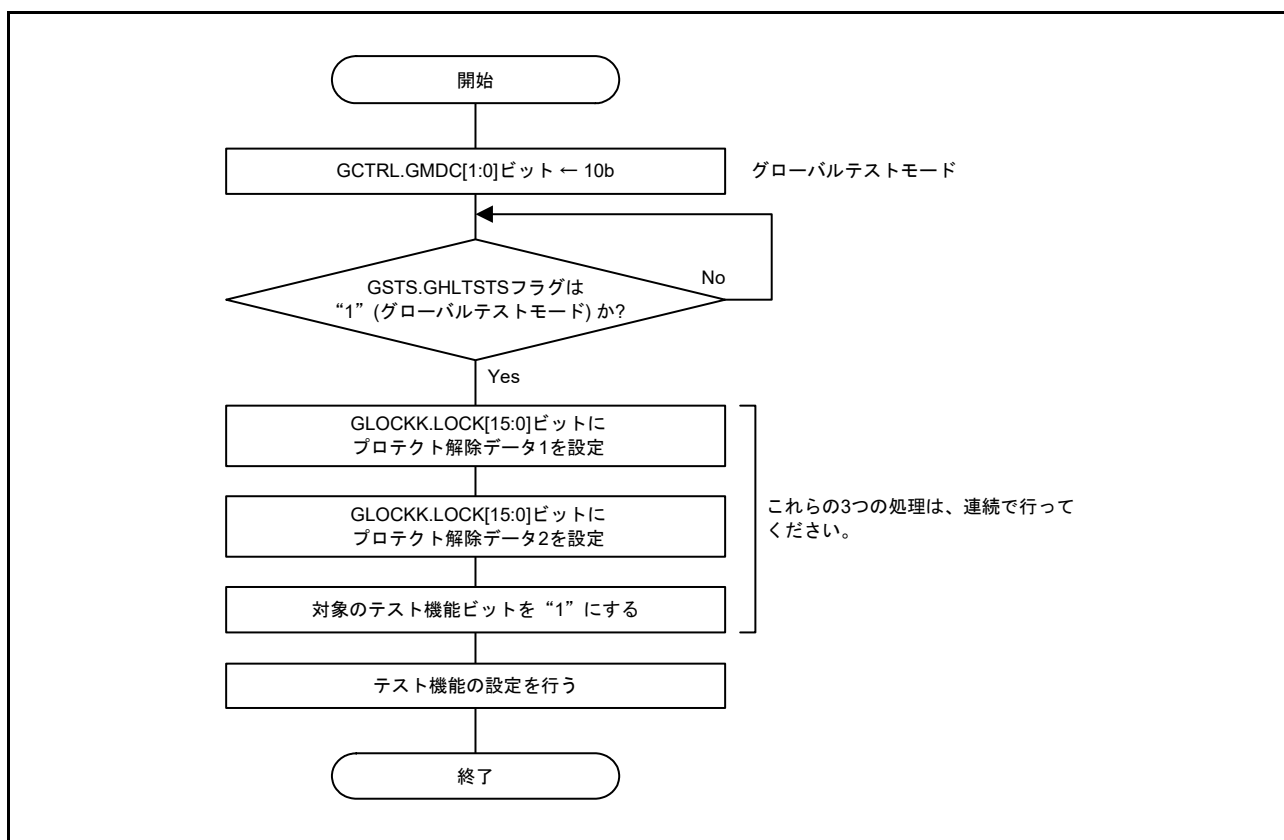 開始
GCTRL.GMDC[1:0]ビット ← 10b
グローバルテストモード
GSTS.GHLTSTSフラグは
“1” (グローバルテストモード) か?
No
Yes
GLOCKK.LOCK[15:0]ビットに
プロテクト解除データ1を設定
GLOCKK.LOCK[15:0]ビットに
プロテクト解除データ2を設定
対象のテスト機能ビットを“1”にする
これらの3つの処理は、連続で行って
ください。
テスト機能の設定を行う
終了